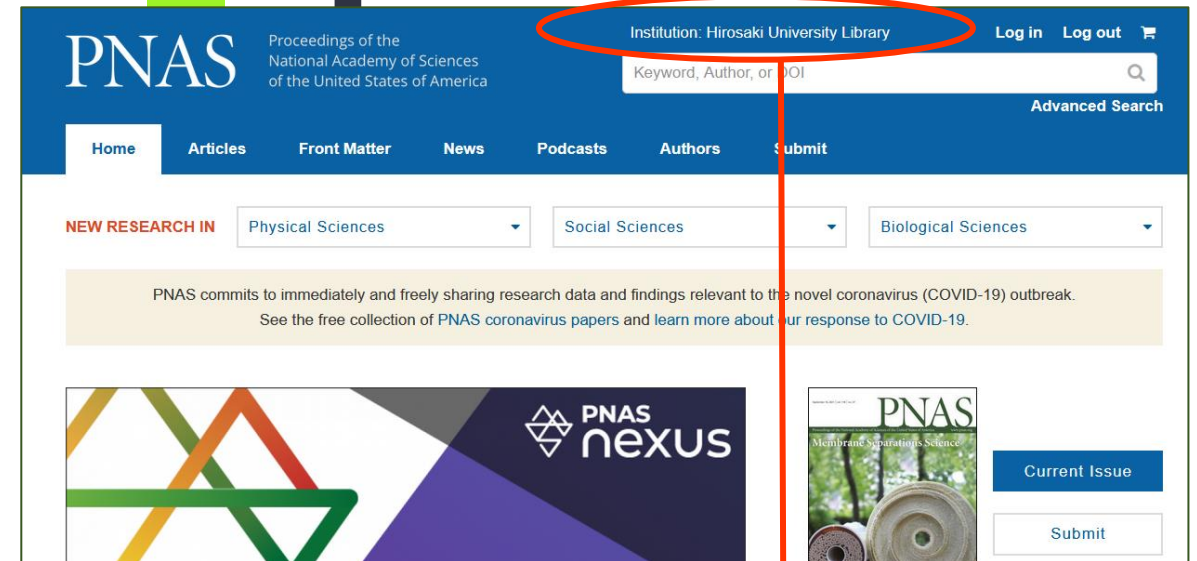 Institution: Hirosaki University Library
Log in Log out
PNAS
Proceedings of the
National Academy of Sciences
of the United States of America
Keyword, Author, or DOI
Advanced Search
Home Articles Front Matter News Podcasts Authors Submit
NEW RESEARCH IN Physical Sciences Social Sciences Biological Sciences
PNAS commits to immediately and freely sharing research data and findings relevant to the novel coronavirus (COVID-19) outbreak.
See the free collection of PNAS coronavirus papers and learn more about our response to COVID-19.
PNAS
nexus
PNAS
Membrane Separations Science
Current Issue
Submit